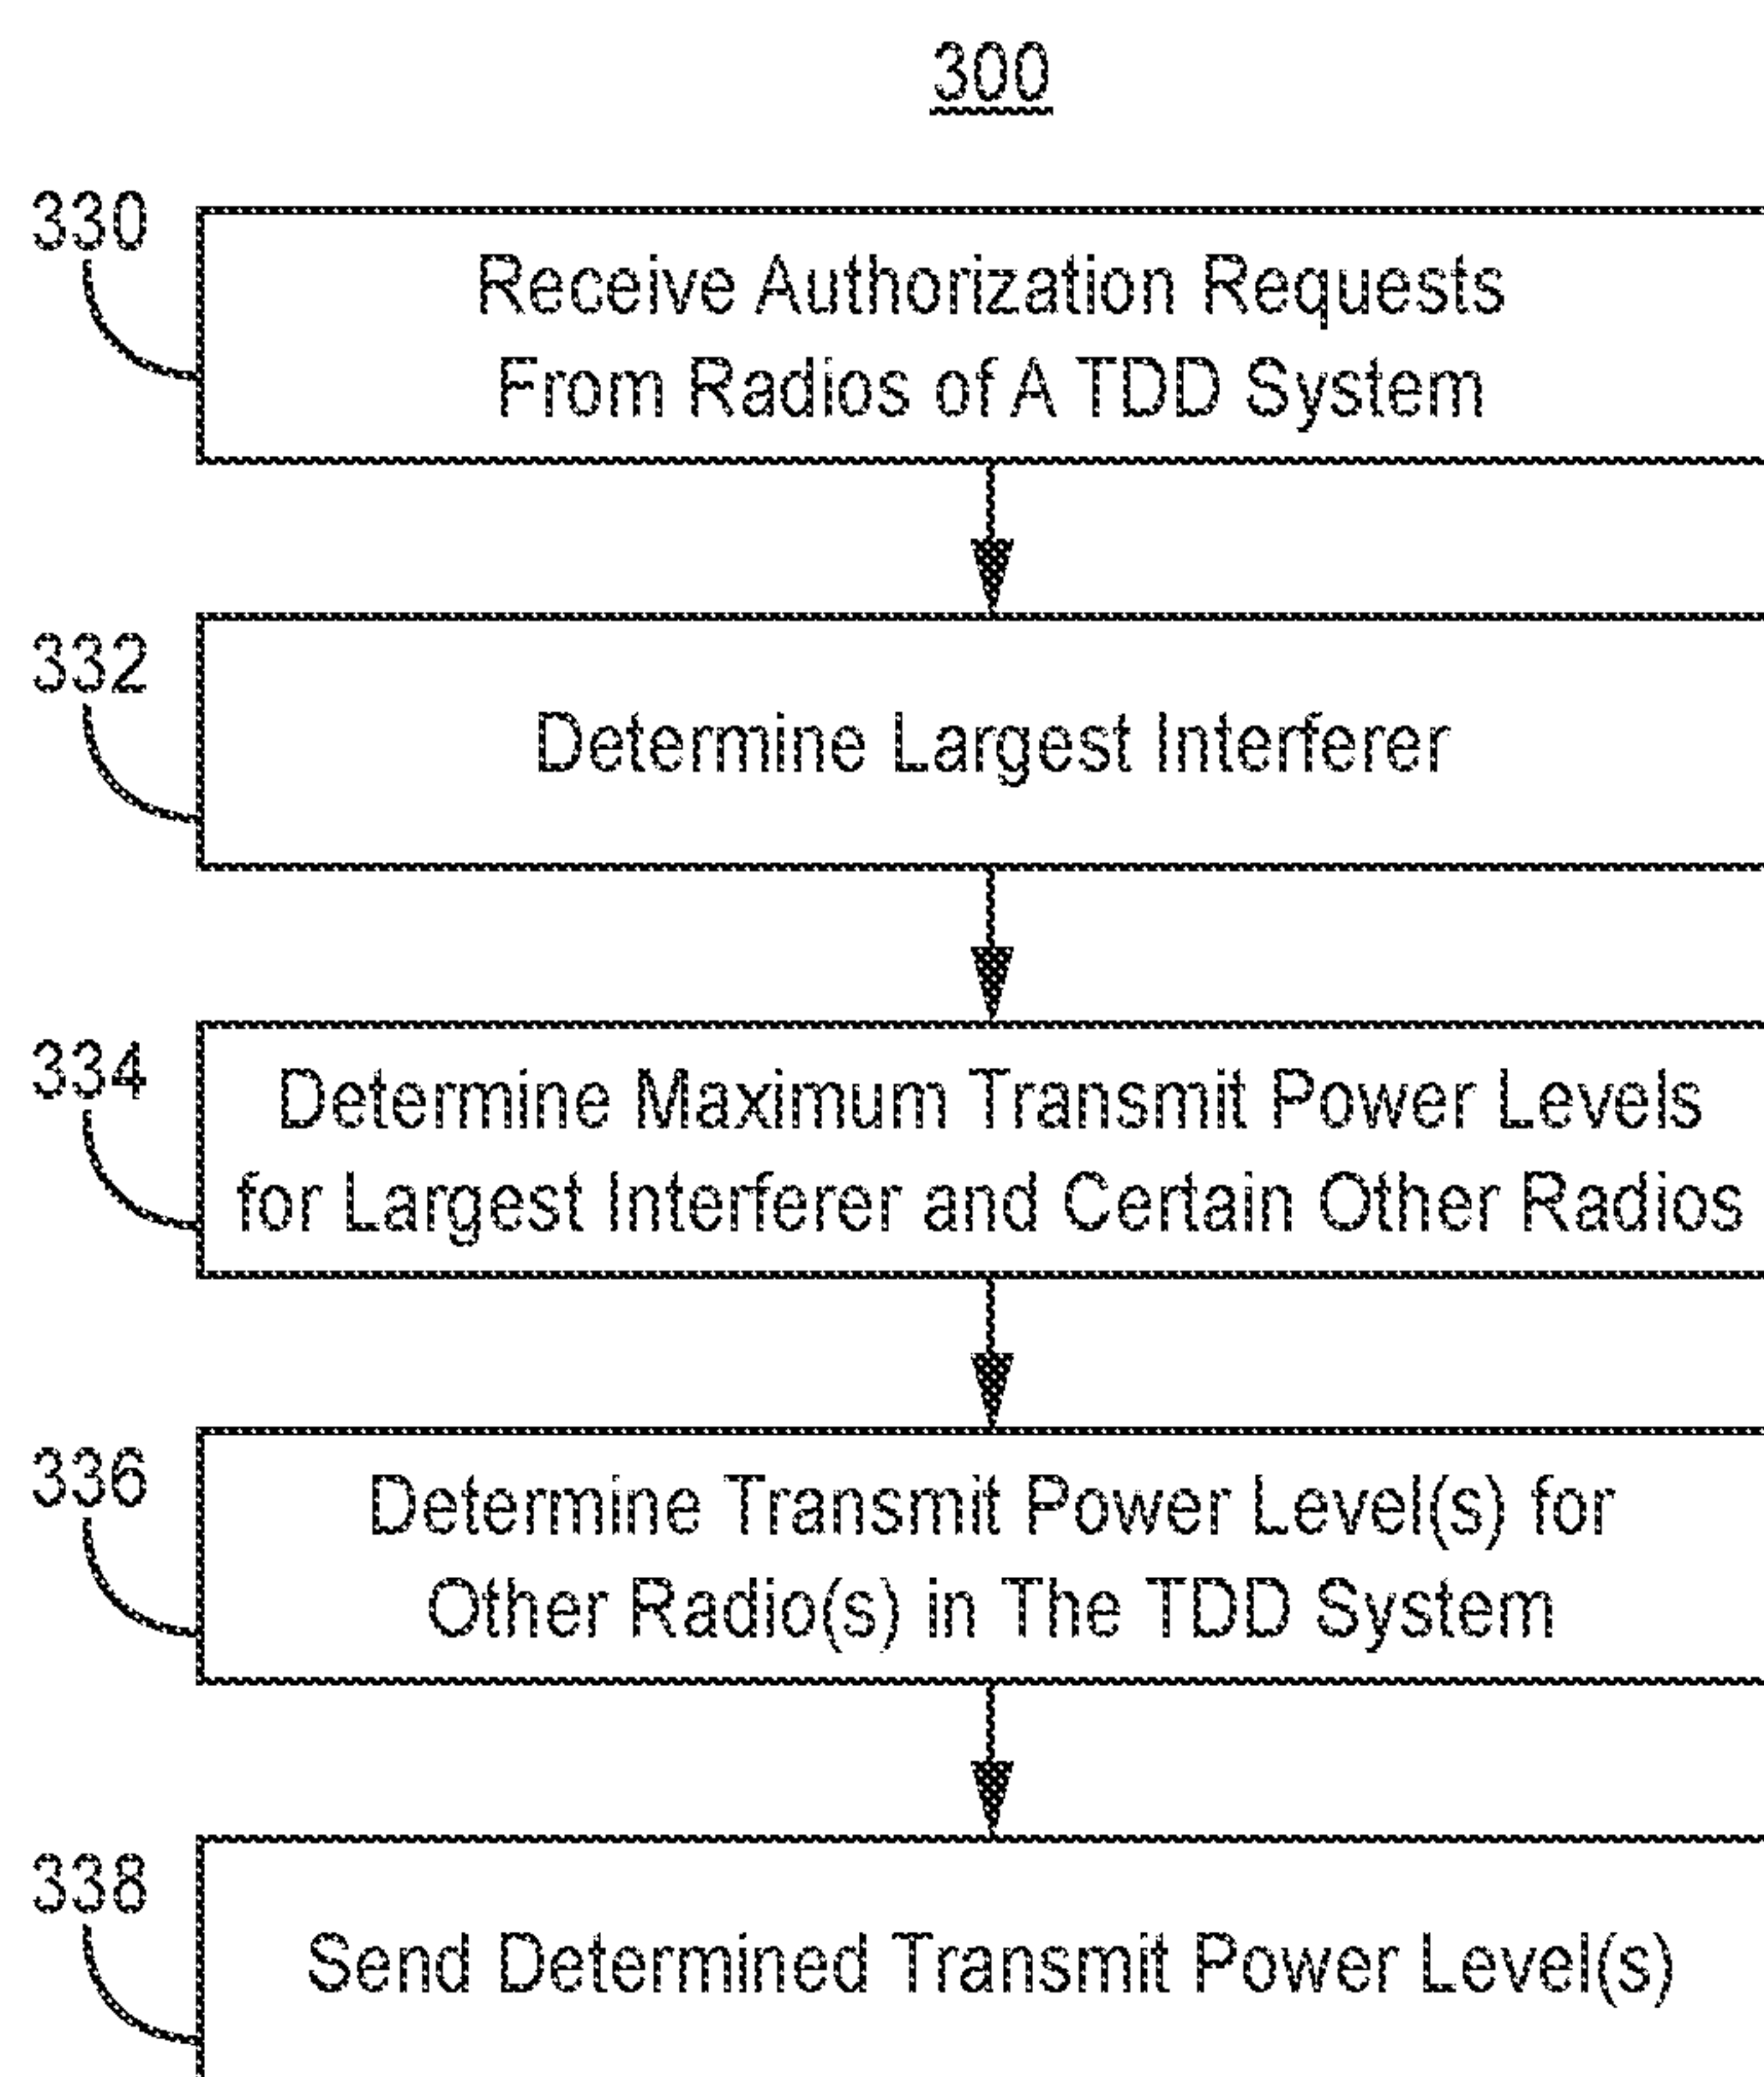 300
330
Receive Authorization Requests
From Radios of A TDD System
332
Determine Largest Interferer
334
Determine Maximum Transmit Power Levels
for Largest Interferer and Certain Other Radios
336
Determine Transmit Power Level(s) for
Other Radio(s) in The TDD System
338
Send Determined Transmit Power Level(s)